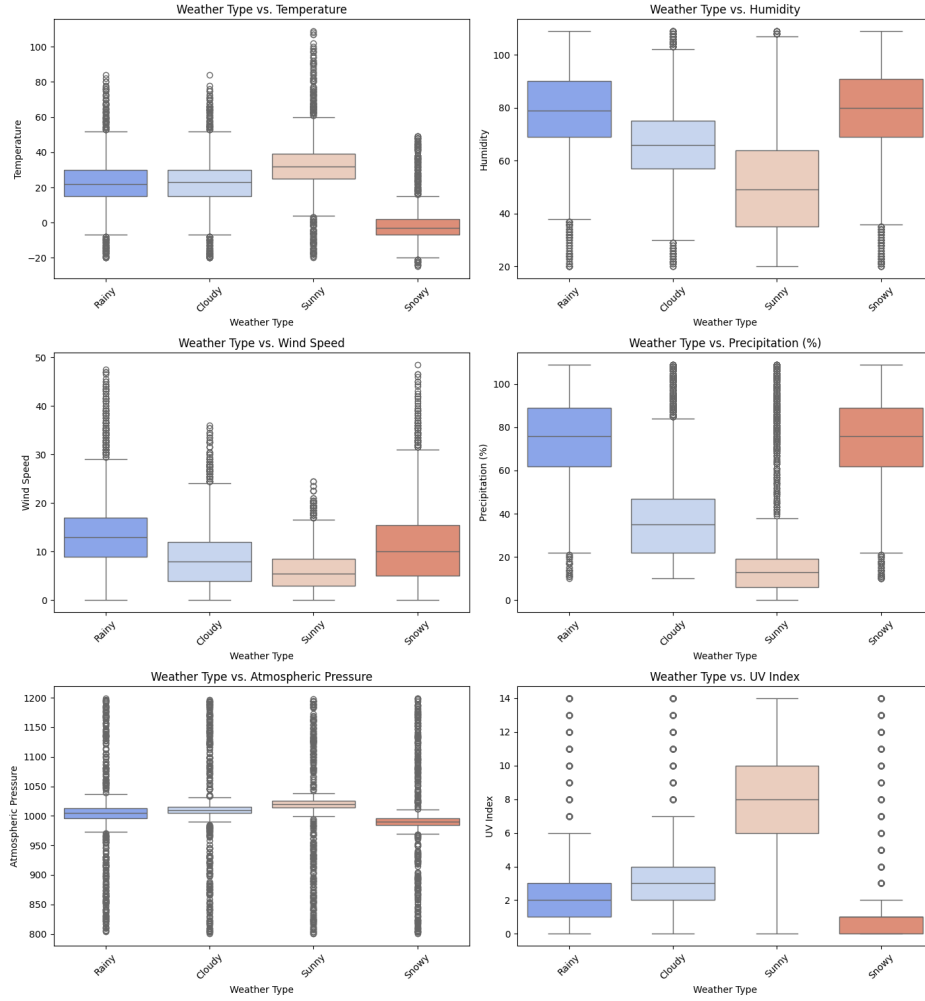 Weather Type vs. Temperature
Temperature
100
80
60
40
20
0
−20
Rainy
Cloudy
Sunny
Snowy
Weather Type
Weather Type vs. Humidity
Humidity
100
80
60
40
20
Rainy
Cloudy
Sunny
Snowy
Weather Type
Weather Type vs. Wind Speed
Wind Speed
50
40
30
20
10
0
Rainy
Cloudy
Sunny
Snowy
Weather Type
Weather Type vs. Precipitation (%)
Precipitation (%)
100
80
60
40
20
0
Rainy
Cloudy
Sunny
Snowy
Weather Type
Weather Type vs. Atmospheric Pressure
Atmospheric Pressure
1200
1150
1100
1050
1000
950
900
850
800
Rainy
Cloudy
Sunny
Snowy
Weather Type
Weather Type vs. UV Index
UV Index
14
12
10
8
6
4
2
0
Rainy
Cloudy
Sunny
Snowy
Weather Type